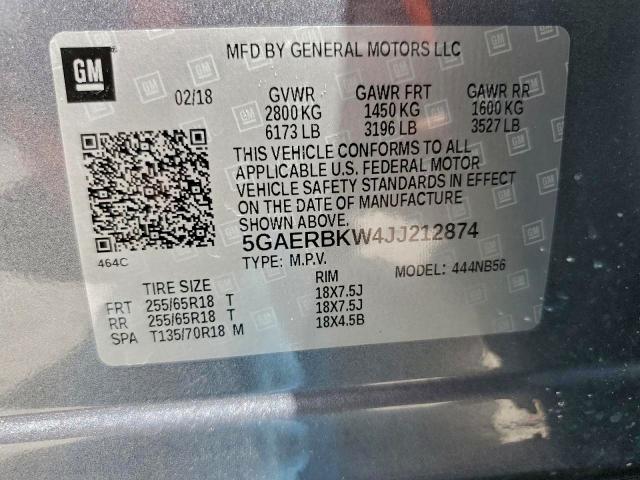 GM
MFD BY GENERAL MOTORS LLC
02/18 GVWR GAWR FRT GAWR RR
2800 KG 1450 KG 1600 KG
6173 LB 3196 LB 3527 LB
THIS VEHICLE CONFORMS TO ALL
APPLICABLE U.S. FEDERAL MOTOR
VEHICLE SAFETY STANDARDS IN EFFECT
ON THE DATE OF MANUFACTURE
SHOWN ABOVE.
5GAERBKW4JJ212874
464C TYPE: M.P.V. MODEL: 444NB56
TIRE SIZE RIM
FRT 255/65R18 T 18X7.5J
RR 255/65R18 T 18X7.5J
SPA T135/70R18 M 18X4.5B